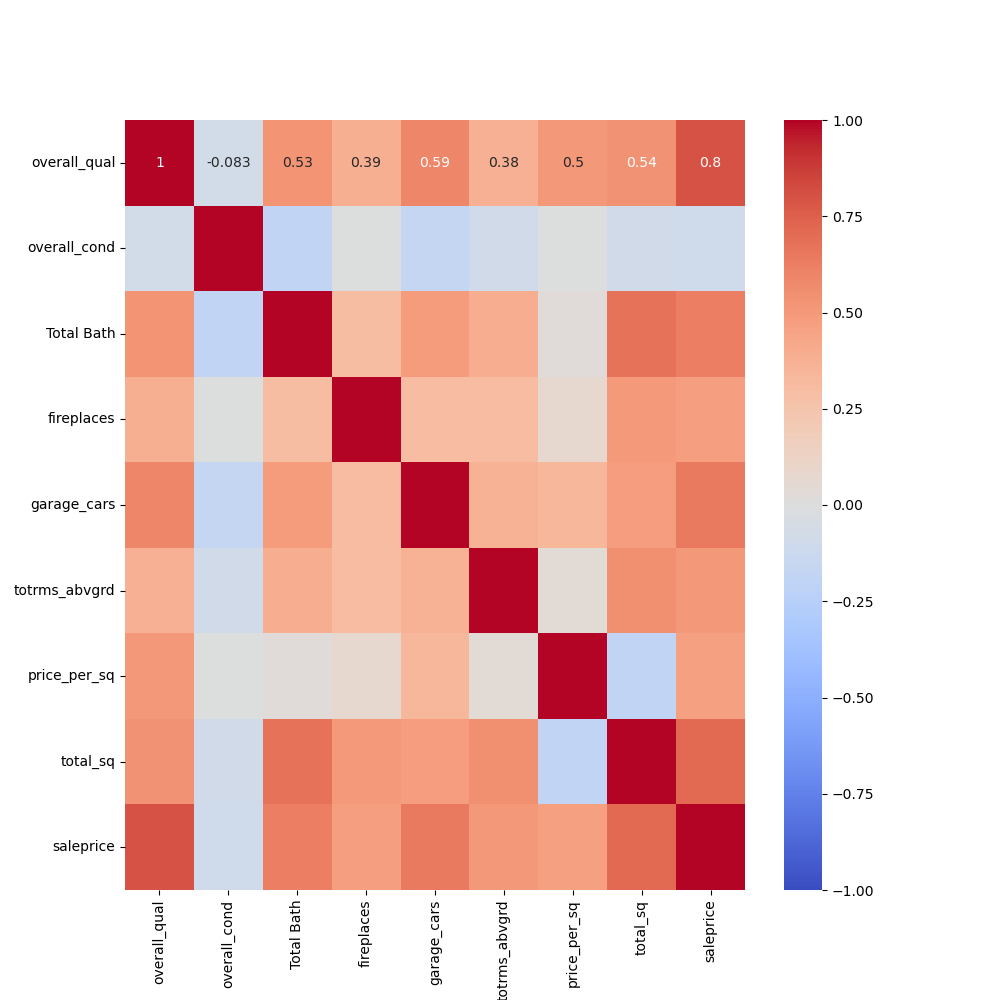 overall_qual 1 -0.083 0.53 0.39 0.59 0.38 0.5 0.54 0.8
overall_cond
Total Bath
fireplaces
garage_cars
totrms_abvgrd
price_per_sq
total_sq
saleprice
overall_qual
overall_cond
Total Bath
fireplaces
garage_cars
totrms_abvgrd
price_per_sq
total_sq
saleprice
1.00
0.75
0.50
0.25
0.00
−0.25
−0.50
−0.75
−1.00